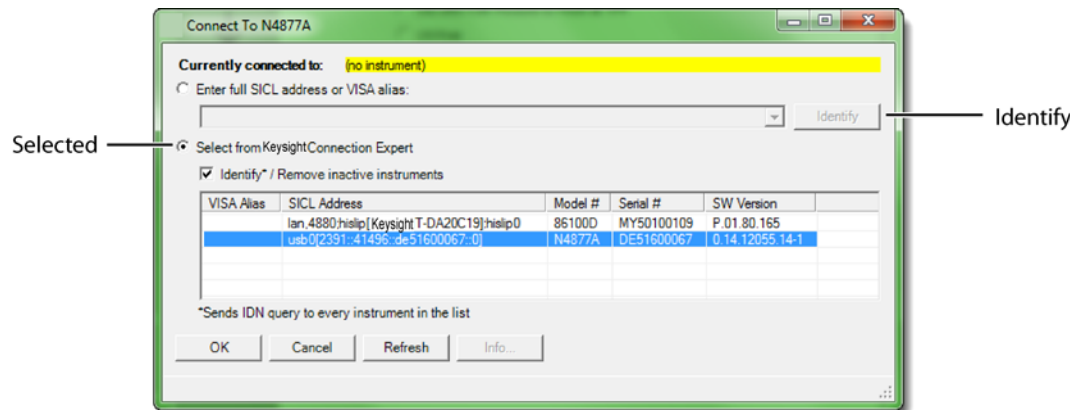 Connect To N4877A
Currently connected to: (no instrument)
Enter full SICL address or VISA alias:
Identify
Identify
Selected
Select from Keysight Connection Expert
Identify* / Remove inactive instruments
VISA Alias SICL Address Model # Serial # SW Version
lan,4880;hislip[Keysight T-DA20C19]:hislip0 86100D MY50100109 P.01.80.165
usb0[2391::41496::de51600067::0] N4877A DE51600067 0.14.12055.14-1
*Sends IDN query to every instrument in the list
OK Cancel Refresh Info...